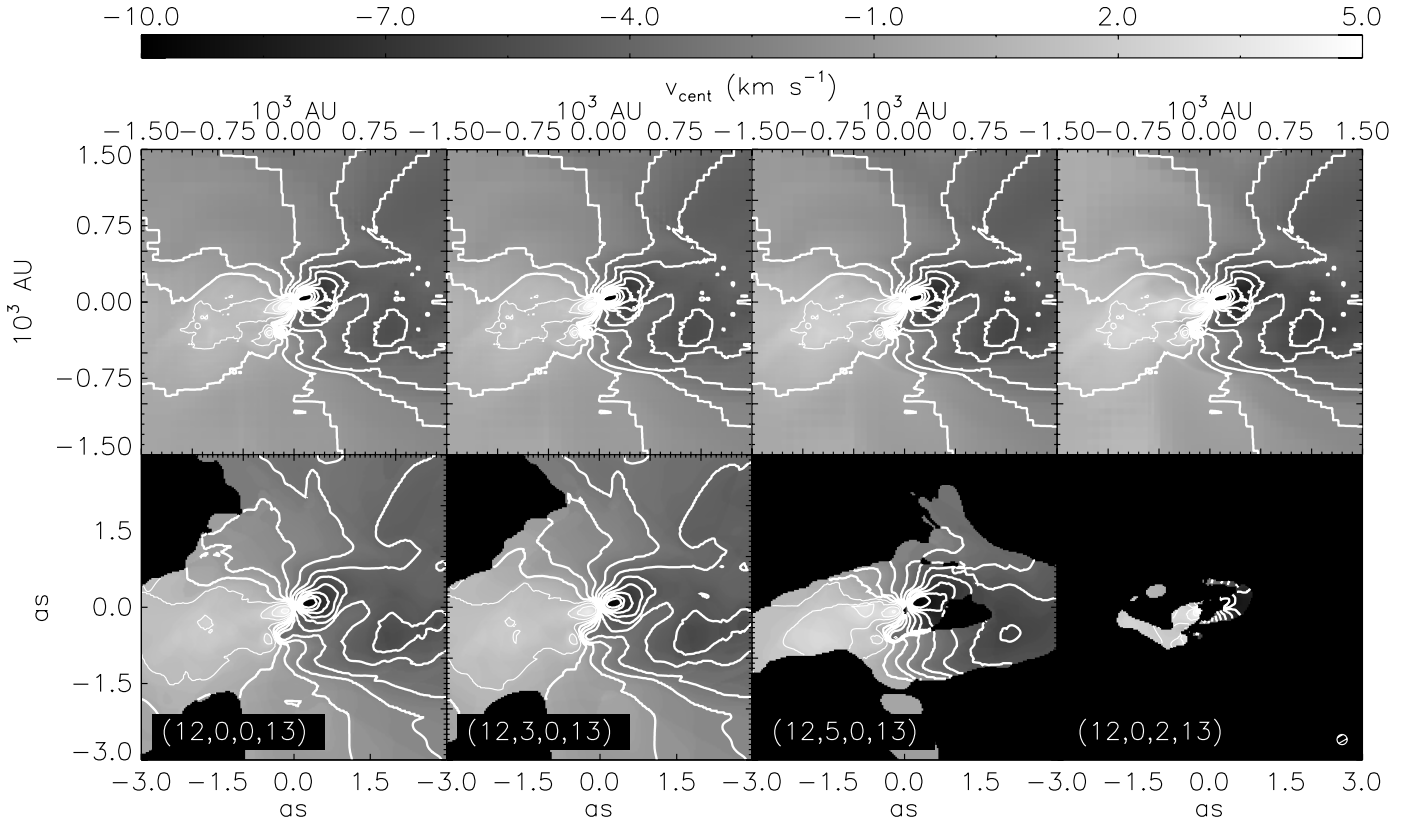 −10.0 −7.0 −4.0 −1.0 2.0 5.0
v_cent (km s⁻¹)
10³ AU 10³ AU 10³ AU 10³ AU
−1.50 −0.75 0.00 0.75 −1.50 −0.75 0.00 0.75 −1.50 −0.75 0.00 0.75 −1.50 −0.75 0.00 0.75 1.50
1.50
0.75
0.00
−0.75
−1.50
10³ AU
1.5
0.0
−1.5
−3.0
as
(12,0,0,13) (12,3,0,13) (12,5,0,13) (12,0,2,13)
−3.0 −1.5 0.0 1.5 −3.0 −1.5 0.0 1.5 −3.0 −1.5 0.0 1.5 −3.0 −1.5 0.0 1.5 3.0
as as as as